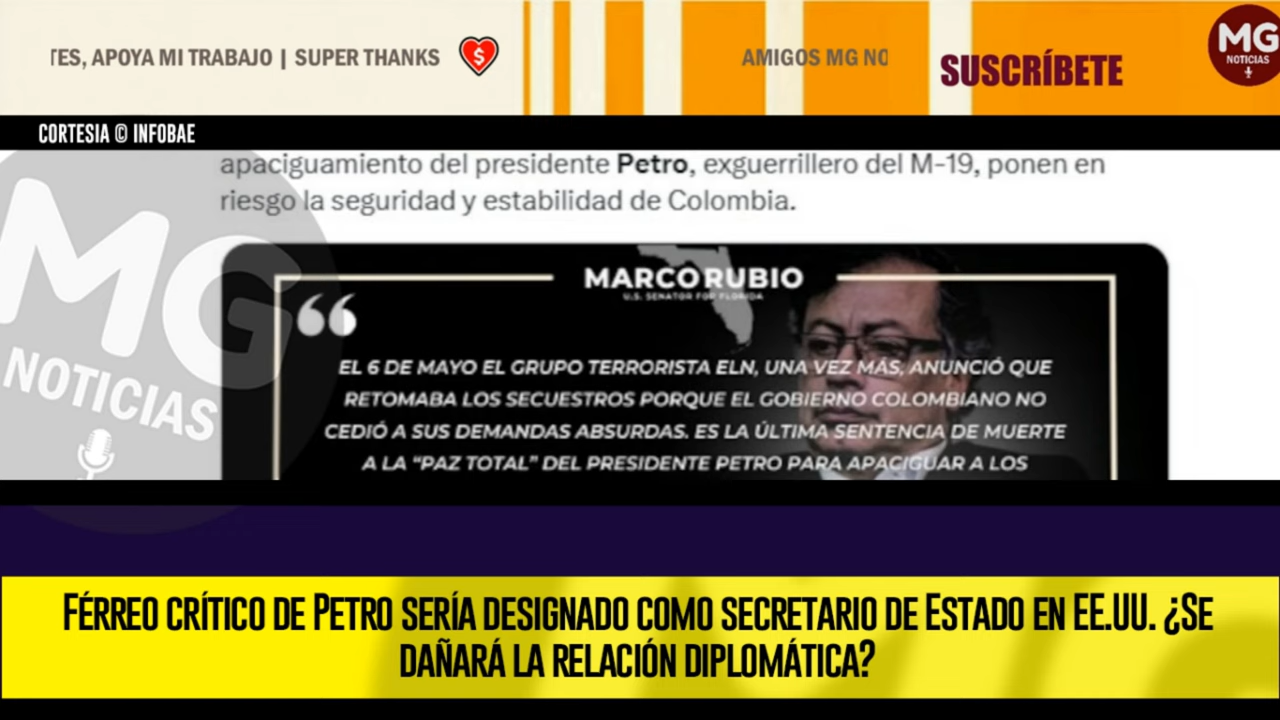 TES, APOYA MI TRABAJO | SUPER THANKS
AMIGOS MG NO
SUSCRÍBETE
MG
NOTICIAS
CORTESIA © INFOBAE
apaciguamiento del presidente Petro, exguerrillero del M-19, ponen en
riesgo la seguridad y estabilidad de Colombia.
MG
NOTICIAS
MARCO RUBIO
U.S. SENATOR FOR FLORIDA
EL 6 DE MAYO EL GRUPO TERRORISTA ELN, UNA VEZ MÁS, ANUNCIÓ QUE
RETOMABA LOS SECUESTROS PORQUE EL GOBIERNO COLOMBIANO NO
CEDIÓ A SUS DEMANDAS ABSURDAS. ES LA ÚLTIMA SENTENCIA DE MUERTE
A LA “PAZ TOTAL” DEL PRESIDENTE PETRO PARA APACIGUAR A LOS
FÉRREO CRÍTICO DE PETRO SERÍA DESIGNADO COMO SECRETARIO DE ESTADO EN EE.UU. ¿SE
DAÑARÁ LA RELACIÓN DIPLOMÁTICA?